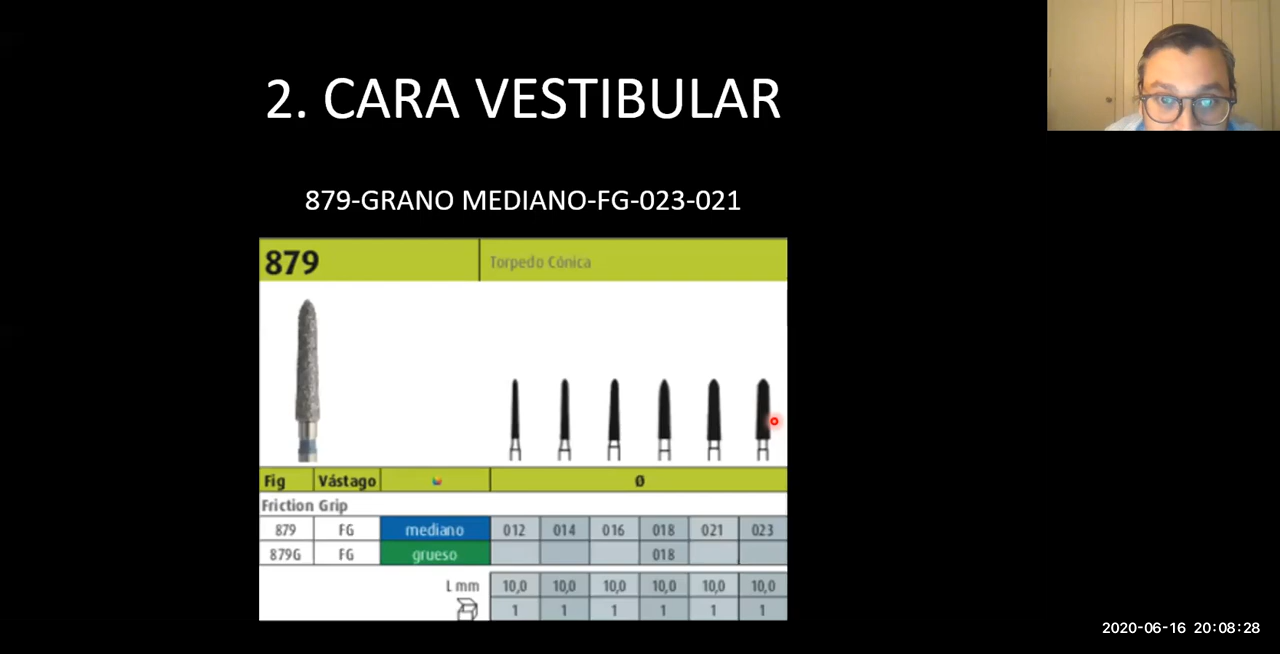 2. CARA VESTIBULAR
879-GRANO MEDIANO-FG-023-021
879 Torpedo Cónica
Fig Vástago Ø
Friction Grip
879 FG mediano 012 014 016 018 021 023
879G FG grueso 018
L mm 10,0 10,0 10,0 10,0 10,0 10,0
1 1 1 1 1 1
2020-06-16 20:08:28